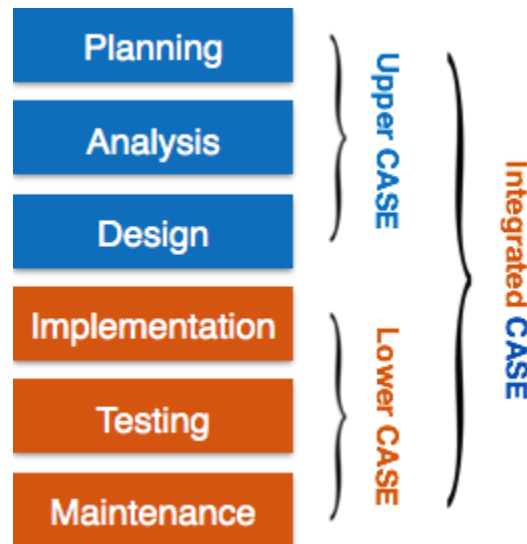 Planning
Analysis
Design
Implementation
Testing
Maintenance
Upper CASE
Lower CASE
Integrated CASE